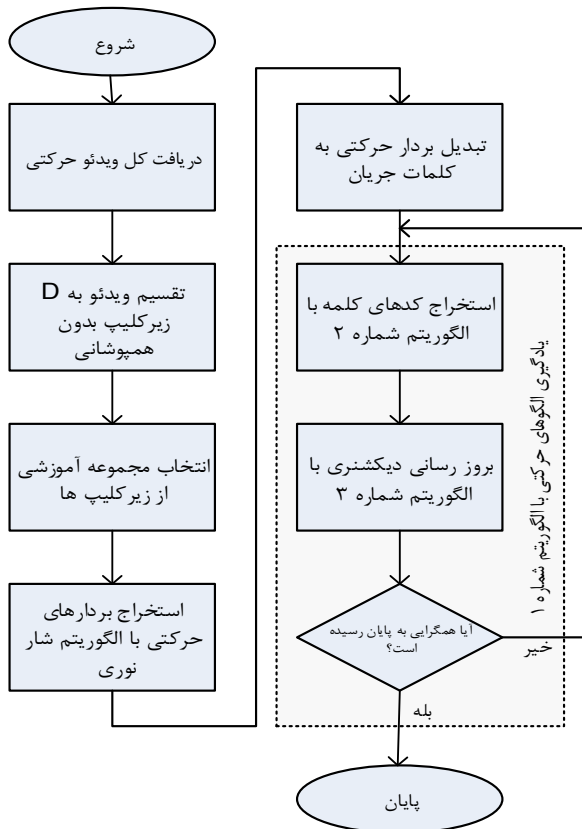 شروع
دریافت کل ویدئو حرکتی
تقسیم ویدئو به D
زیرکلیپ بدون
همپوشانی
انتخاب مجموعه آموزشی
از زیرکلیپ ها
استخراج بردارهای
حرکتی با الگوریتم شار
نوری
تبدیل بردار حرکتی به
کلمات جریان
استخراج کدهای کلمه با
الگوریتم شماره ۲
بروز رسانی دیکشنری با
الگوریتم شماره ۳
آیا همگرایی به پایان رسیده
است؟
خیر
بله
پایان
یادگیری الگوهای حرکتی با الگوریتم شماره ۱